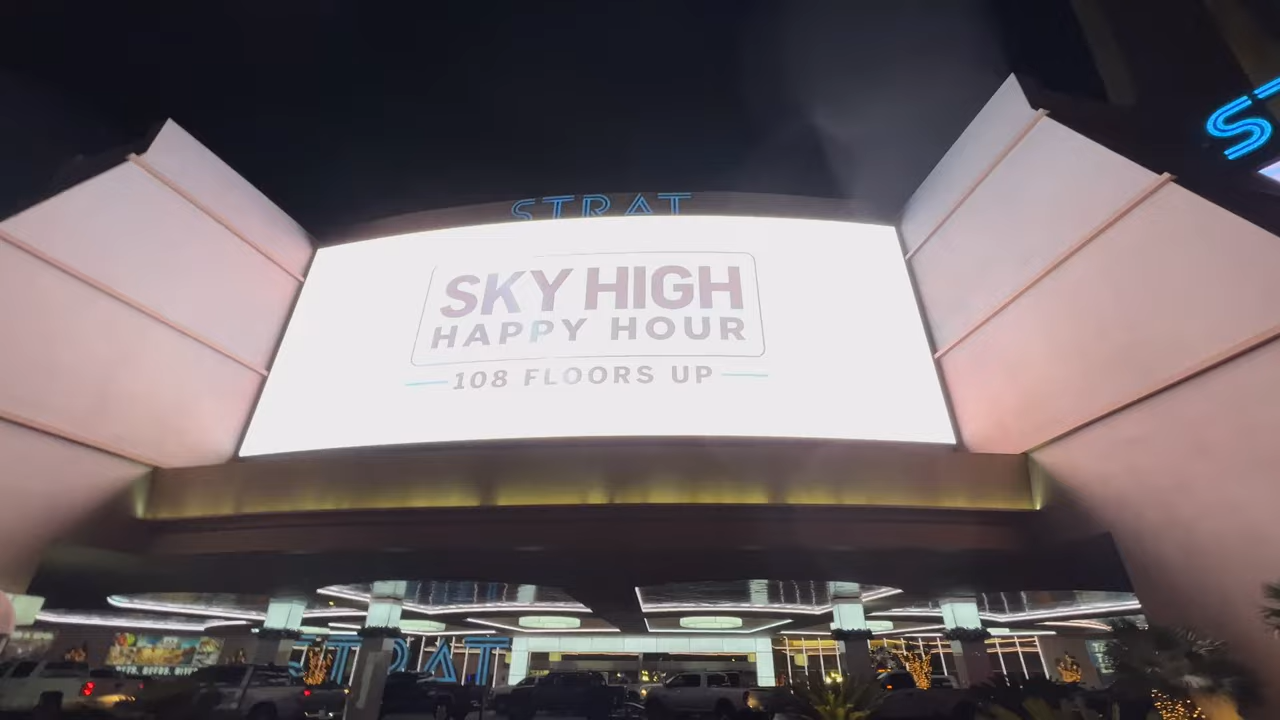 STRAT
SKY HIGH
HAPPY HOUR
108 FLOORS UP
STRAT